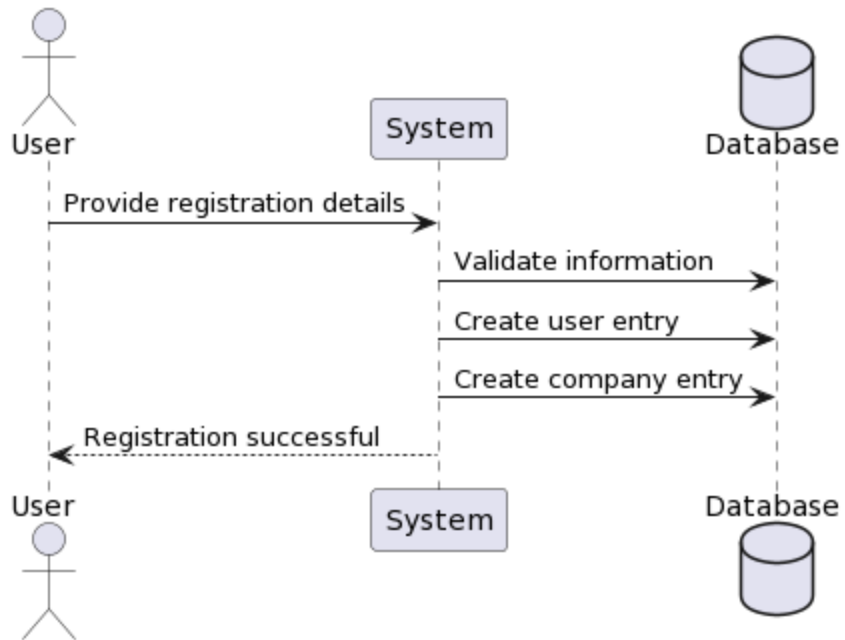 User
System
Database
Provide registration details
Validate information
Create user entry
Create company entry
Registration successful
User
System
Database